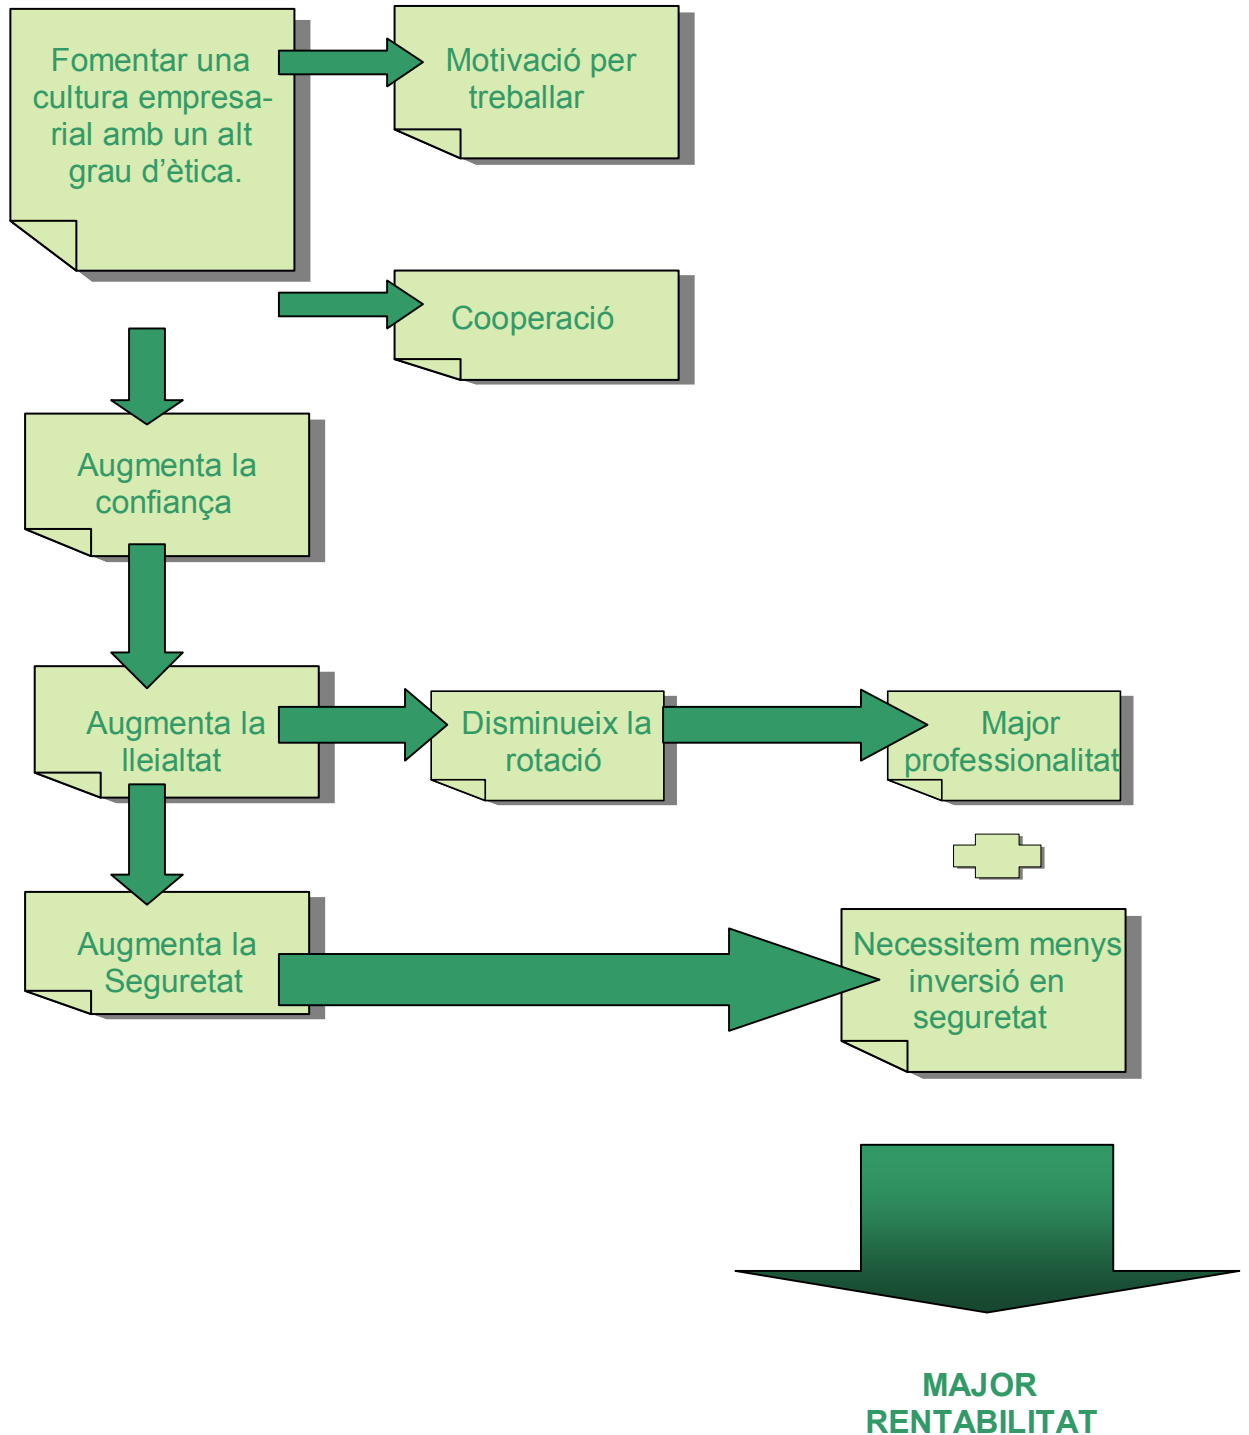 Fomentar una
cultura empresa-
rial amb un alt
grau d'ètica.
Motivació per
treballar
Cooperació
Augmenta la
confiança
Augmenta la
lleialtat
Disminueix la
rotació
Major
professionalitat
Augmenta la
Seguretat
Necessitem menys
inversió en
seguretat
MAJOR
RENTABILITAT